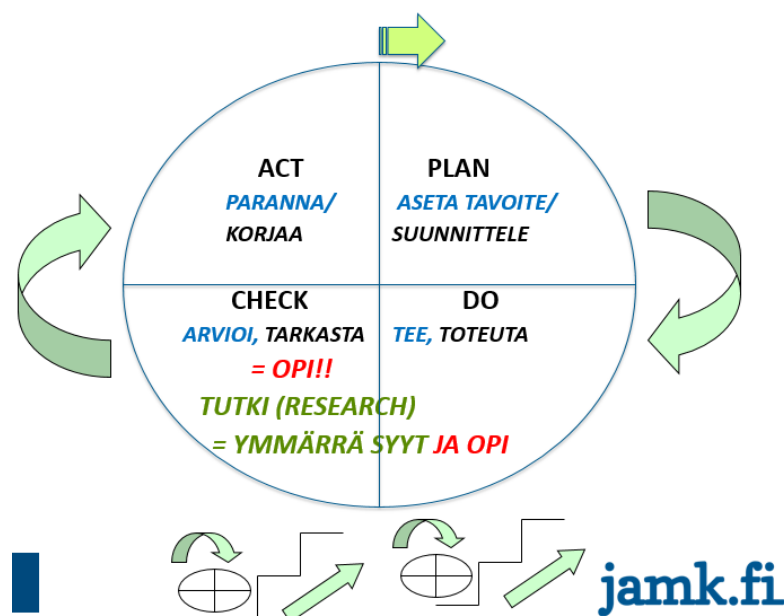 ACT
PARANNA/
KORJAA
PLAN
ASETA TAVOITE/
SUUNNITTELE
CHECK
ARVIOI, TARKASTA
= OPI!!
TUTKI (RESEARCH)
= YMMÄRRÄ SYYT JA OPI
DO
TEE, TOTEUTA
jamk.fi